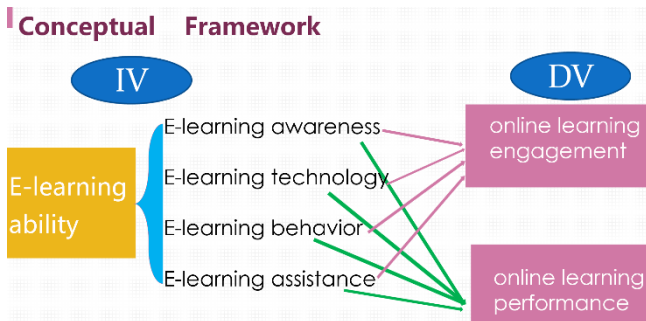 Conceptual Framework
IV
DV
E-learning
ability
E-learning awareness
E-learning technology
E-learning behavior
E-learning assistance
online learning
engagement
online learning
performance